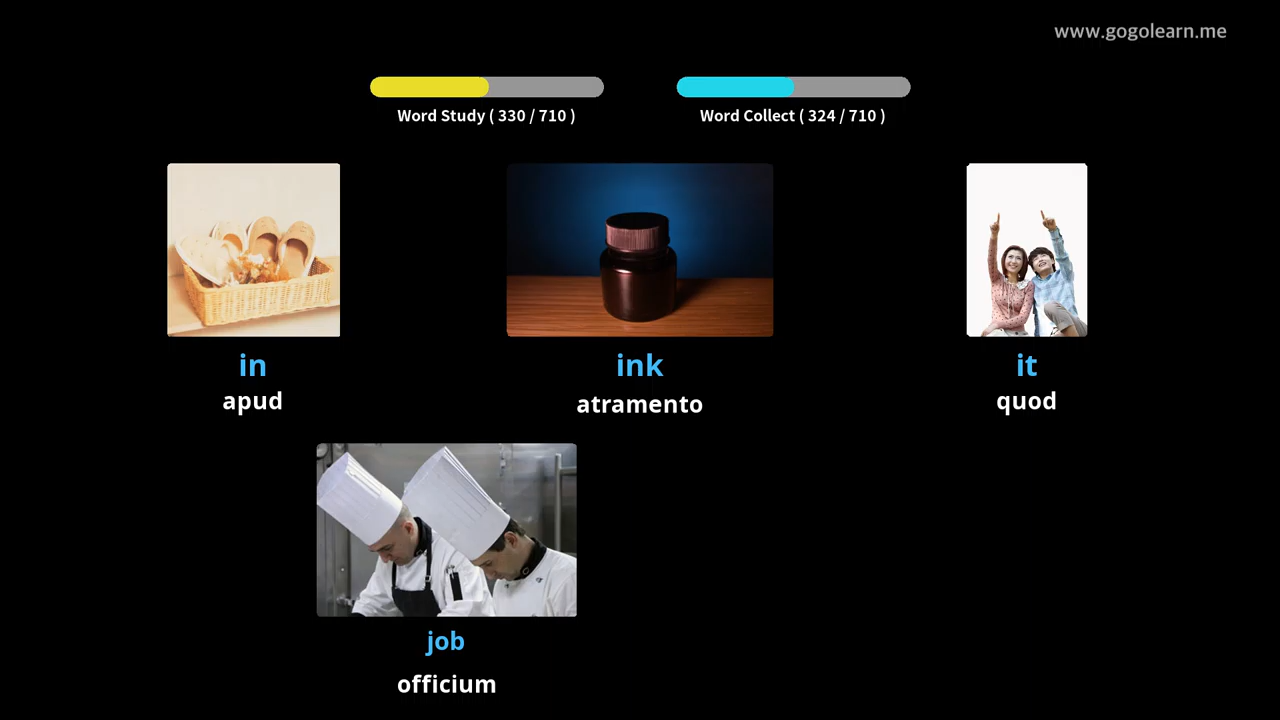 www.gogolearn.me
Word Study ( 330 / 710 )
Word Collect ( 324 / 710 )
in
apud
ink
atramento
it
quod
job
officium